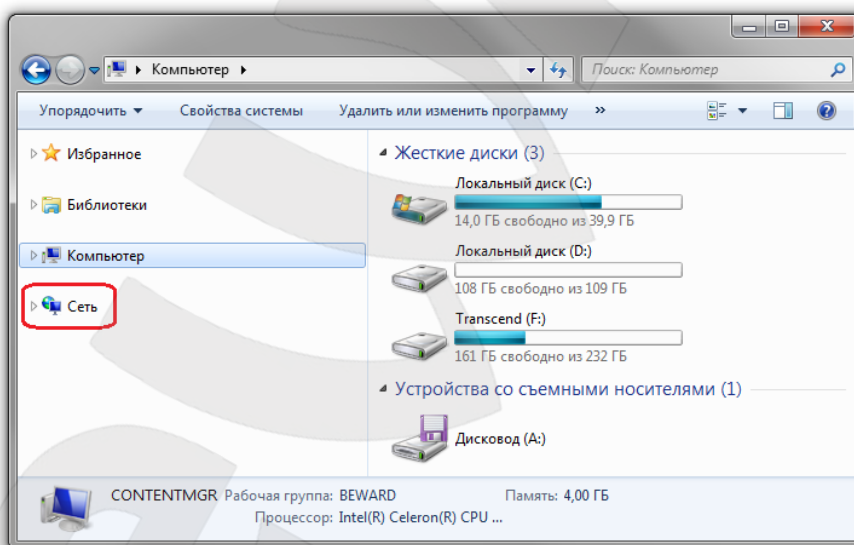 Компьютер
Поиск: Компьютер
Упорядочить Свойства системы Удалить или изменить программу »
Избранное
Библиотеки
Компьютер
Сеть
Жесткие диски (3)
Локальный диск (C:)
14,0 ГБ свободно из 39,9 ГБ
Локальный диск (D:)
108 ГБ свободно из 109 ГБ
Transcend (F:)
161 ГБ свободно из 232 ГБ
Устройства со съемными носителями (1)
Дисковод (A:)
CONTENTMGR Рабочая группа: BEWARD Память: 4,00 ГБ
Процессор: Intel(R) Celeron(R) CPU ...